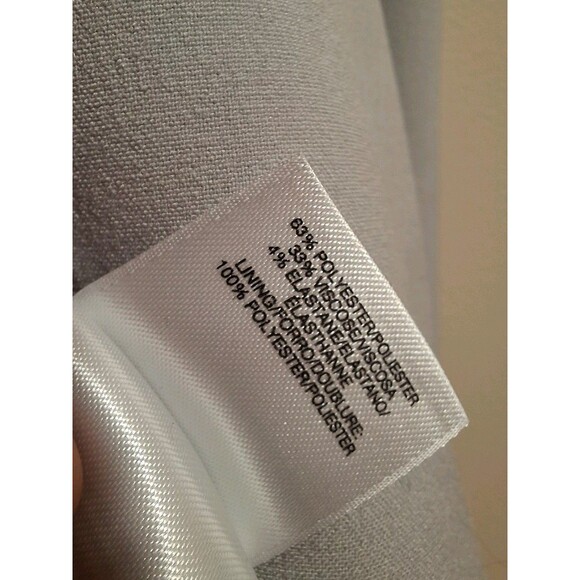 63% POLYESTER/POLIESTER
33% VISCOSE/VISCOSA
4% ELASTANE/ELASTANO/
ELASTHANNE
LINING/FORRO/DOUBLURE:
100% POLYESTER/POLIESTER